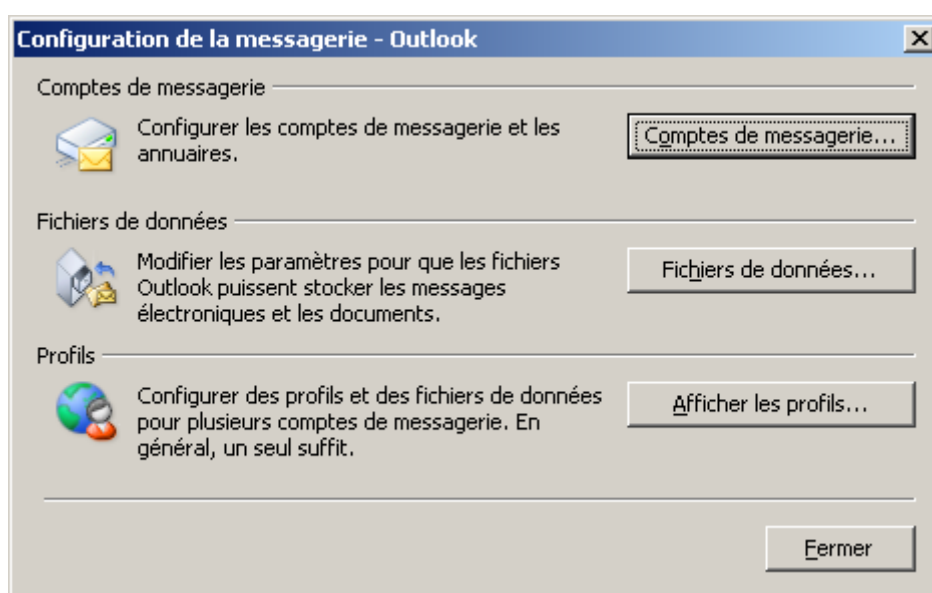 Configuration de la messagerie - Outlook
Comptes de messagerie
Configurer les comptes de messagerie et les
annuaires.
Comptes de messagerie...
Fichiers de données
Modifier les paramètres pour que les fichiers
Outlook puissent stocker les messages
électroniques et les documents.
Fichiers de données...
Profils
Configurer des profils et des fichiers de données
pour plusieurs comptes de messagerie. En
général, un seul suffit.
Afficher les profils...
Fermer